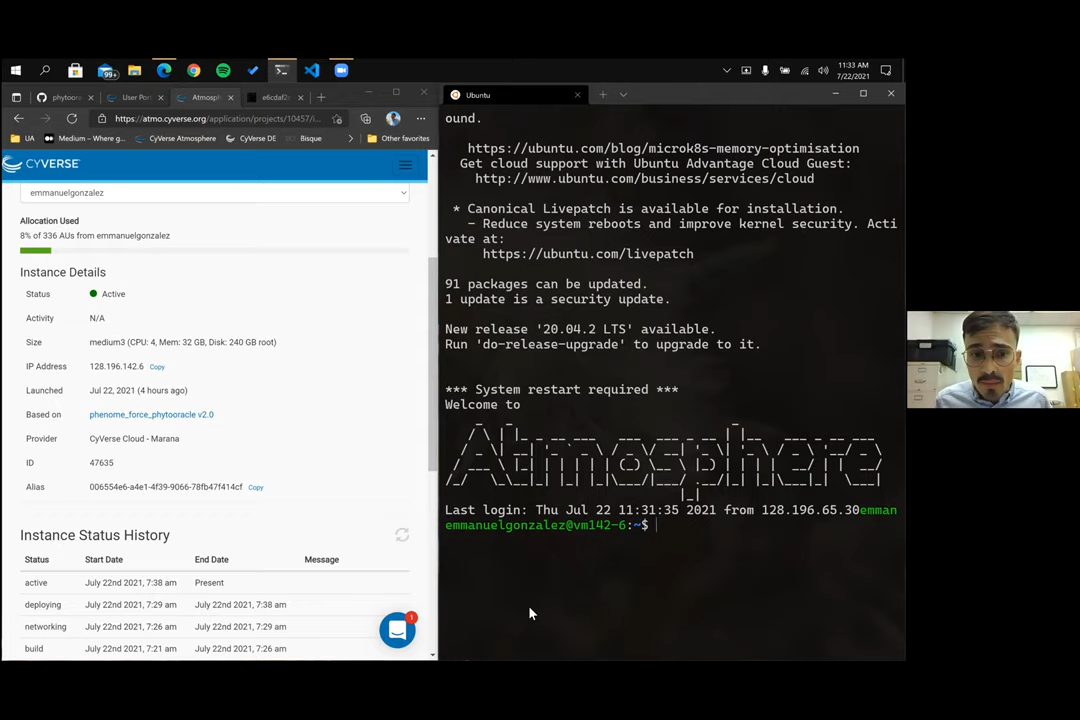 99+
11:33 AM
7/22/2021
phytoor
User Por
Atmosph
e6cdaf2
https://atmo.cyverse.org/application/projects/10457/i
UA
Medium – Where g...
CyVerse Atmosphere
CyVerse DE
Bisque
Other favorites
CYVERSE
emmanuelgonzalez
Allocation Used
8% of 336 AUs from emmanuelgonzalez
Instance Details
Status Active
Activity N/A
Size medium3 (CPU: 4, Mem: 32 GB, Disk: 240 GB root)
IP Address 128.196.142.6 Copy
Launched Jul 22, 2021 (4 hours ago)
Based on phenome_force_phytooracle v2.0
Provider CyVerse Cloud - Marana
ID 47635
Alias 006554e6-a4e1-4f39-9066-78fb47f414cf Copy
Instance Status History
Status Start Date End Date Message
active July 22nd 2021, 7:38 am Present
deploying July 22nd 2021, 7:29 am July 22nd 2021, 7:38 am
networking July 22nd 2021, 7:26 am July 22nd 2021, 7:29 am
build July 22nd 2021, 7:21 am July 22nd 2021, 7:26 am
1
Ubuntu
ound.
https://ubuntu.com/blog/microk8s-memory-optimisation
Get cloud support with Ubuntu Advantage Cloud Guest:
http://www.ubuntu.com/business/services/cloud
* Canonical Livepatch is available for installation.
- Reduce system reboots and improve kernel security. Acti
vate at:
https://ubuntu.com/livepatch
91 packages can be updated.
1 update is a security update.
New release '20.04.2 LTS' available.
Run 'do-release-upgrade' to upgrade to it.
*** System restart required ***
Welcome to
Atmosphere
Last login: Thu Jul 22 11:31:35 2021 from 128.196.65.30emman
emmanuelgonzalez@vm142-6:~$